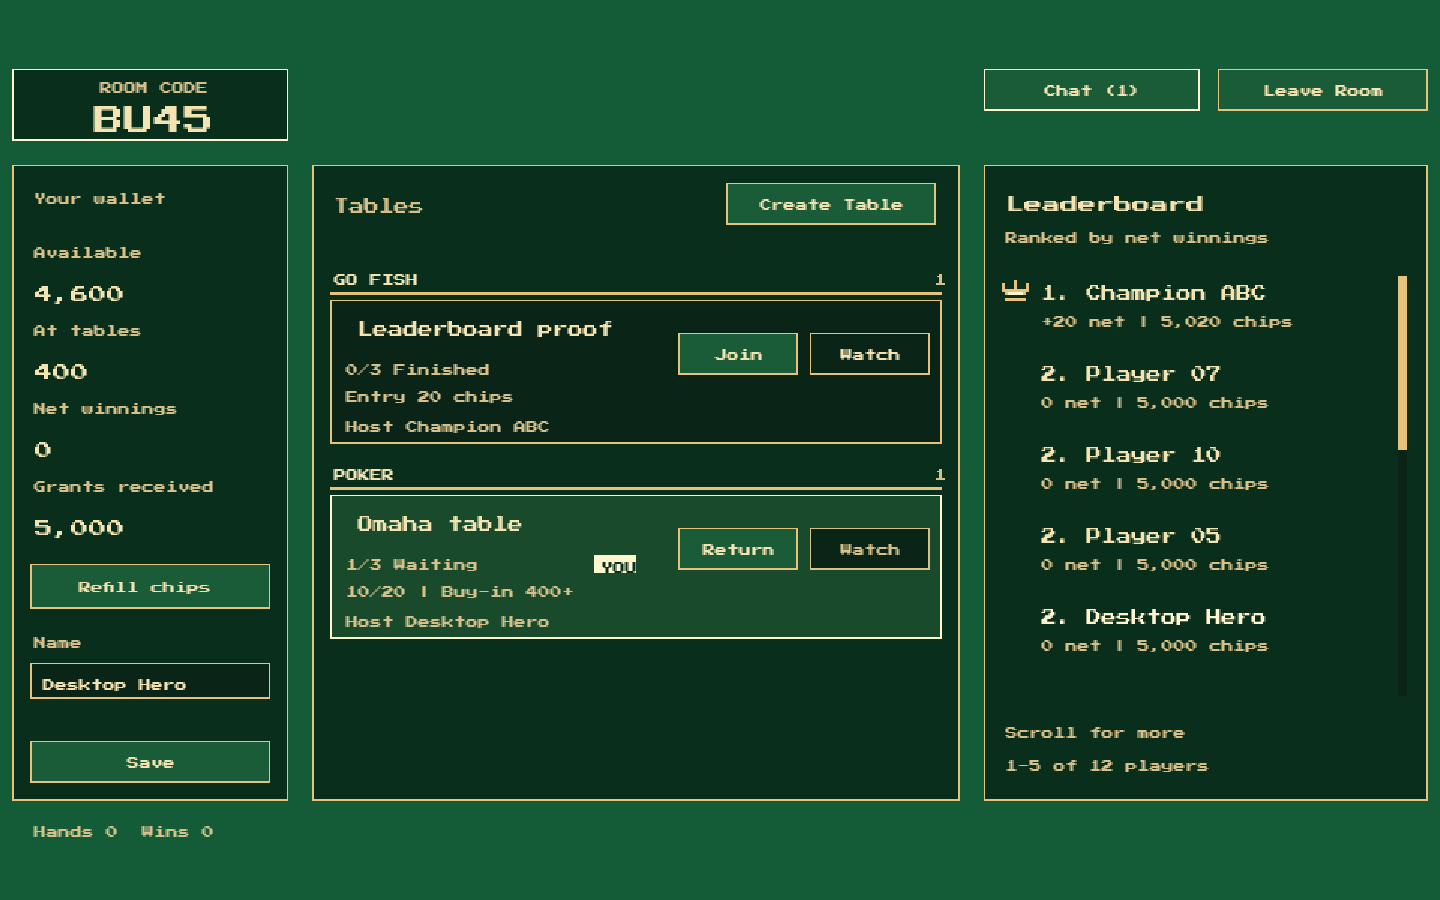 ROOM CODE
BU45
Chat (1)
Leave Room
Your wallet
Available
4,600
At tables
400
Net winnings
0
Grants received
5,000
Refill chips
Name
Desktop Hero
Save
Hands 0 Wins 0
Tables
Create Table
GO FISH 1
Leaderboard proof
0/3 Finished
Entry 20 chips
Host Champion ABC
Join
Watch
POKER 1
Omaha table
1/3 Waiting
YOU
10/20 | Buy-in 400+
Host Desktop Hero
Return
Watch
Leaderboard
Ranked by net winnings
1. Champion ABC
+20 net | 5,020 chips
2. Player 07
0 net | 5,000 chips
2. Player 10
0 net | 5,000 chips
2. Player 05
0 net | 5,000 chips
2. Desktop Hero
0 net | 5,000 chips
Scroll for more
1-5 of 12 players